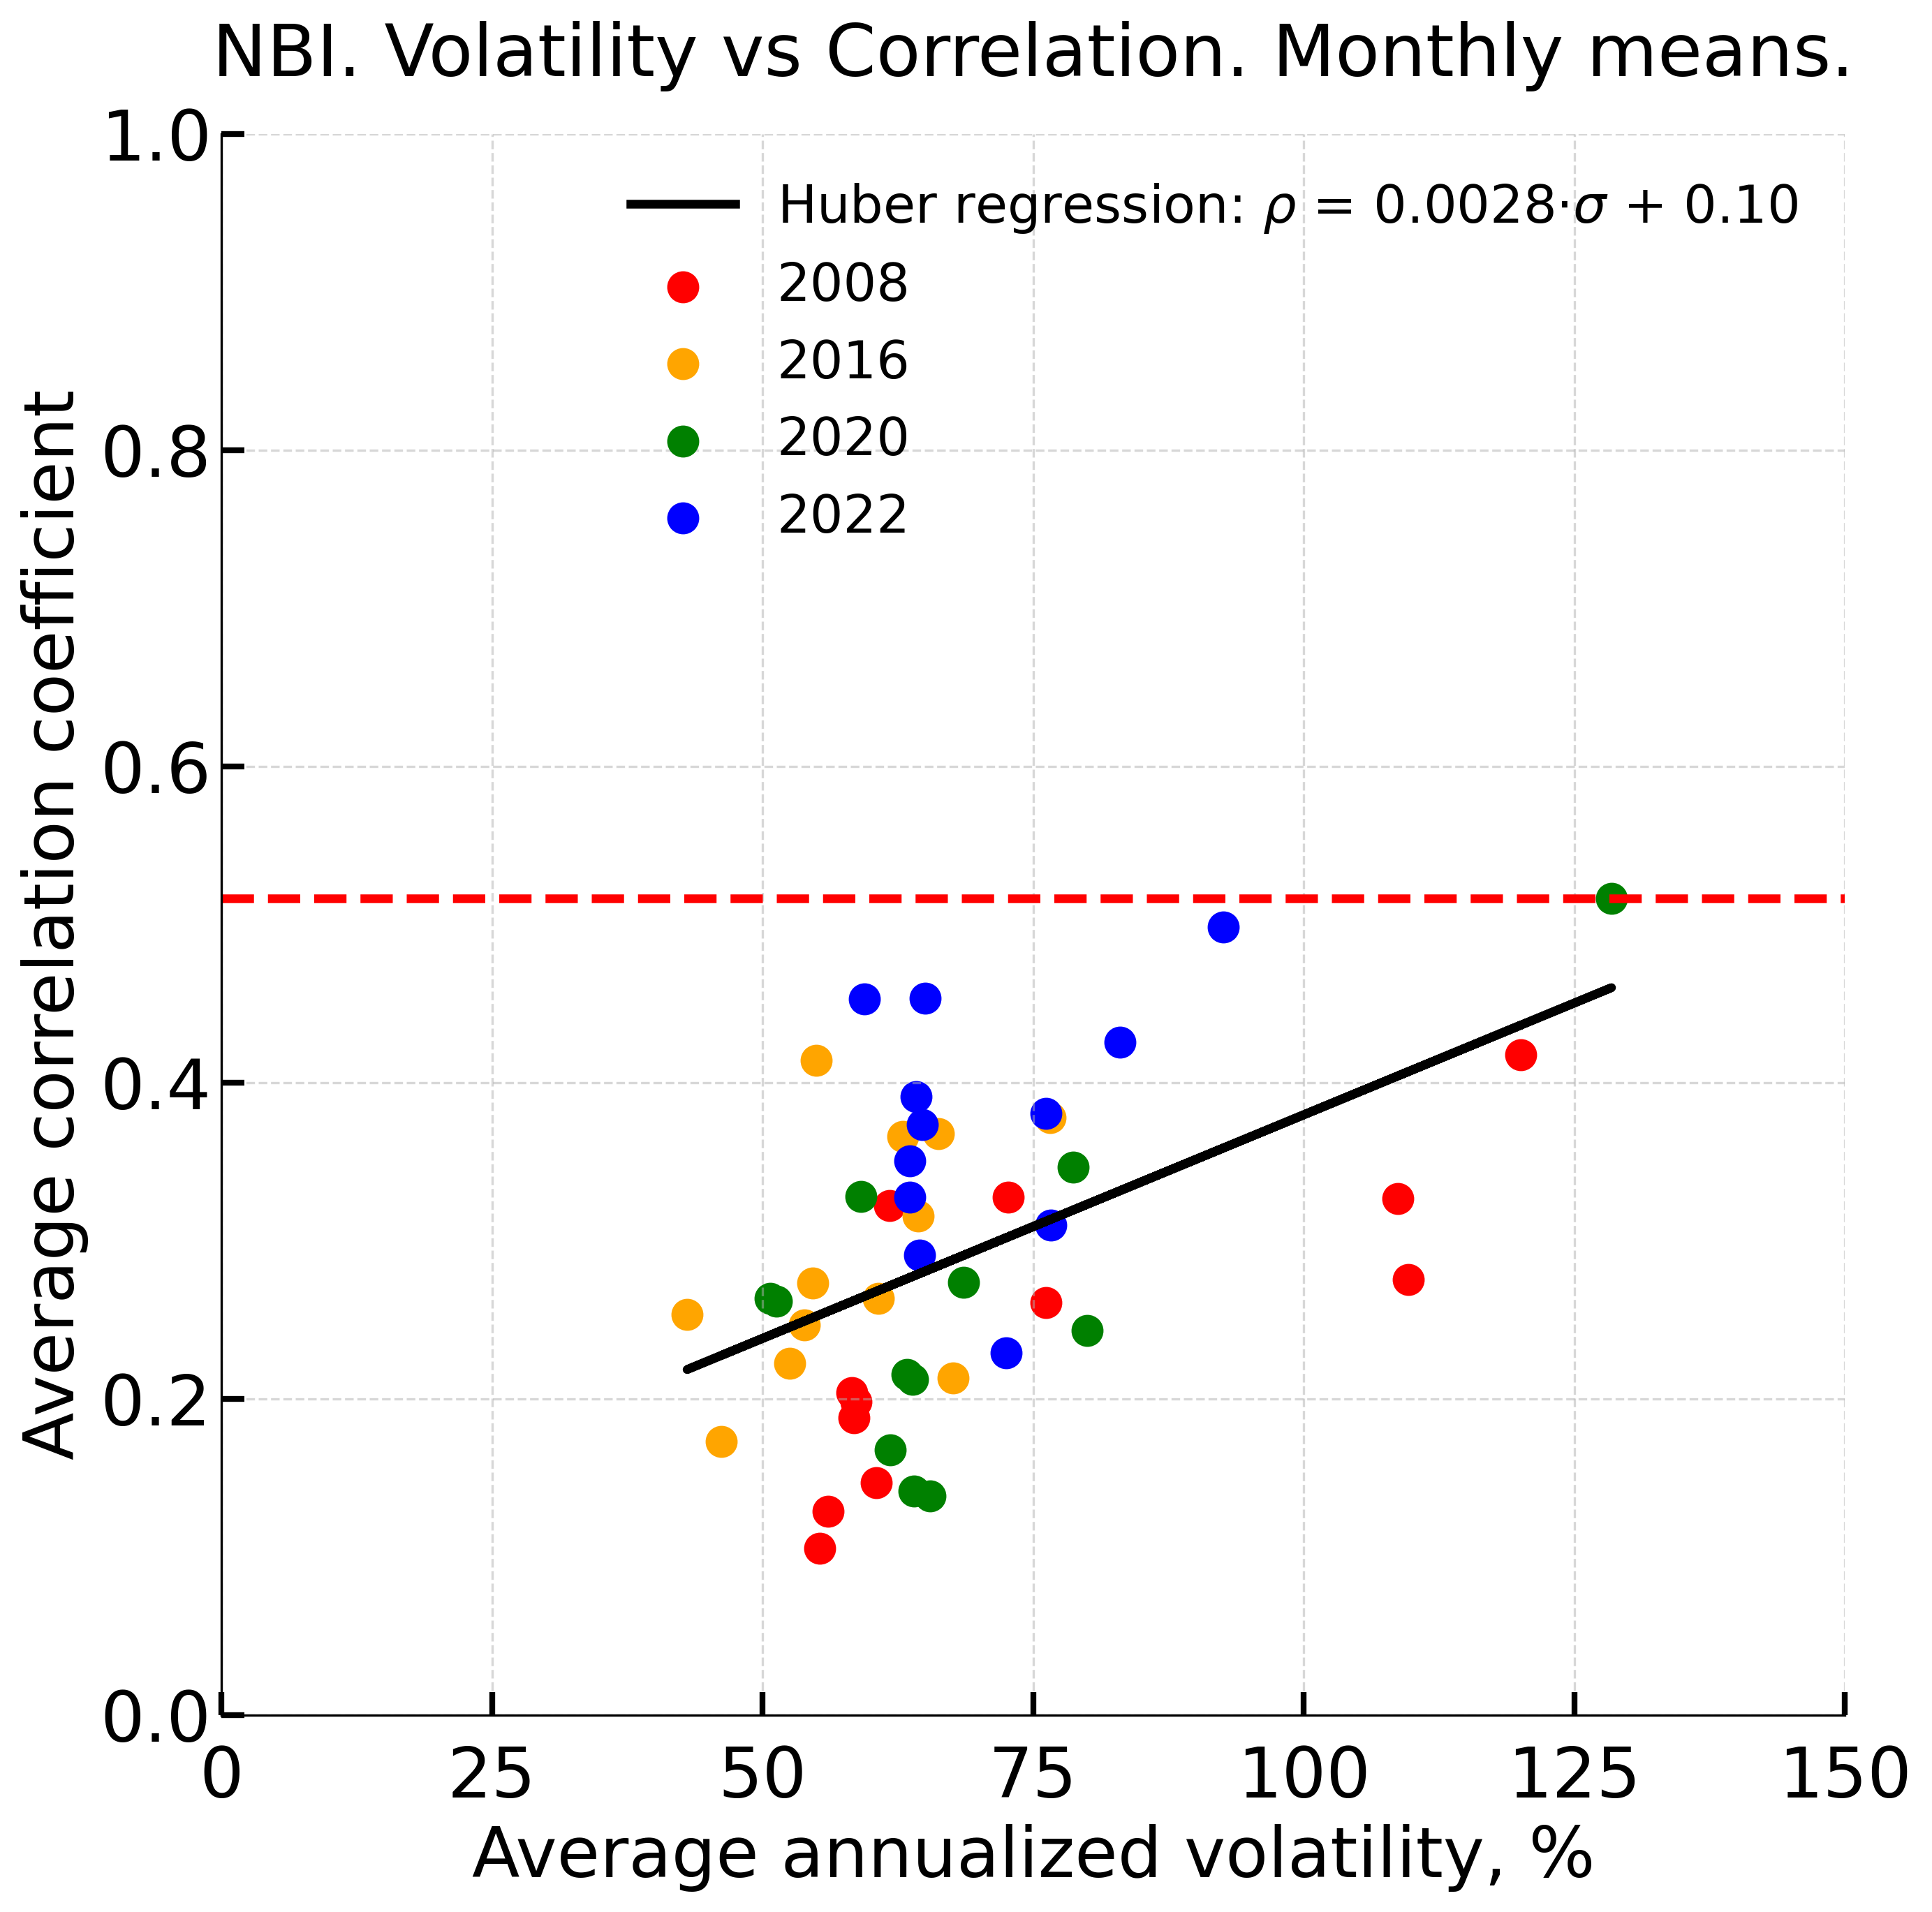 NBI. Volatility vs Correlation. Monthly means.
Average correlation coefficient
1.0
0.8
0.6
0.4
0.2
0.0
Huber regression: ρ = 0.0028·σ + 0.10
2008
2016
2020
2022
0 25 50 75 100 125 150
Average annualized volatility, %